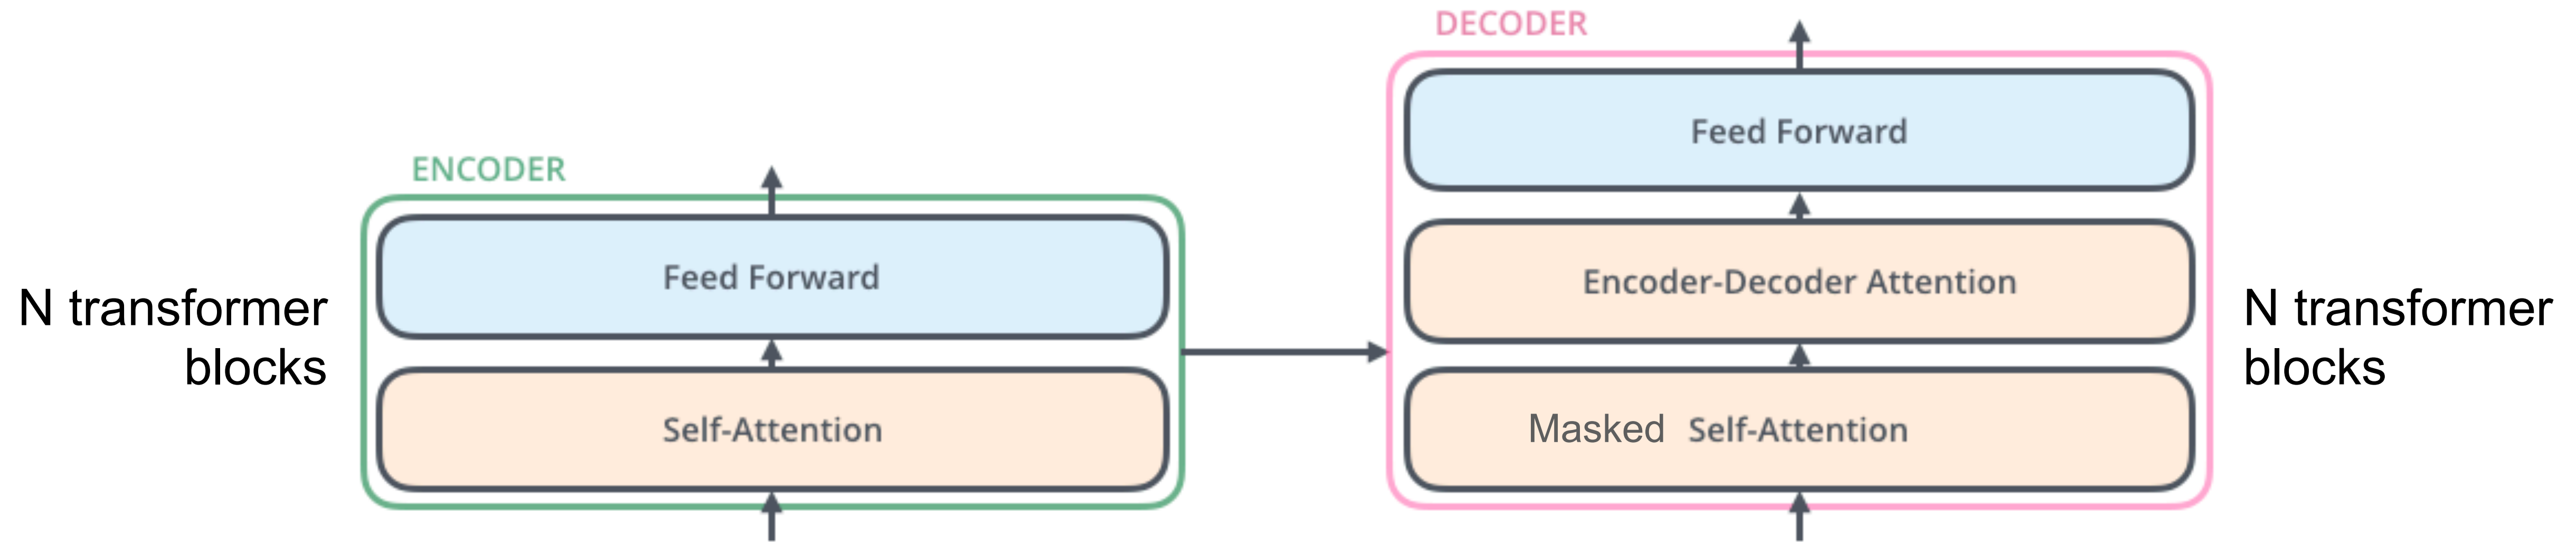 N transformer
blocks
ENCODER
Feed Forward
Self-Attention
DECODER
Feed Forward
Encoder-Decoder Attention
Masked Self-Attention
N transformer
blocks